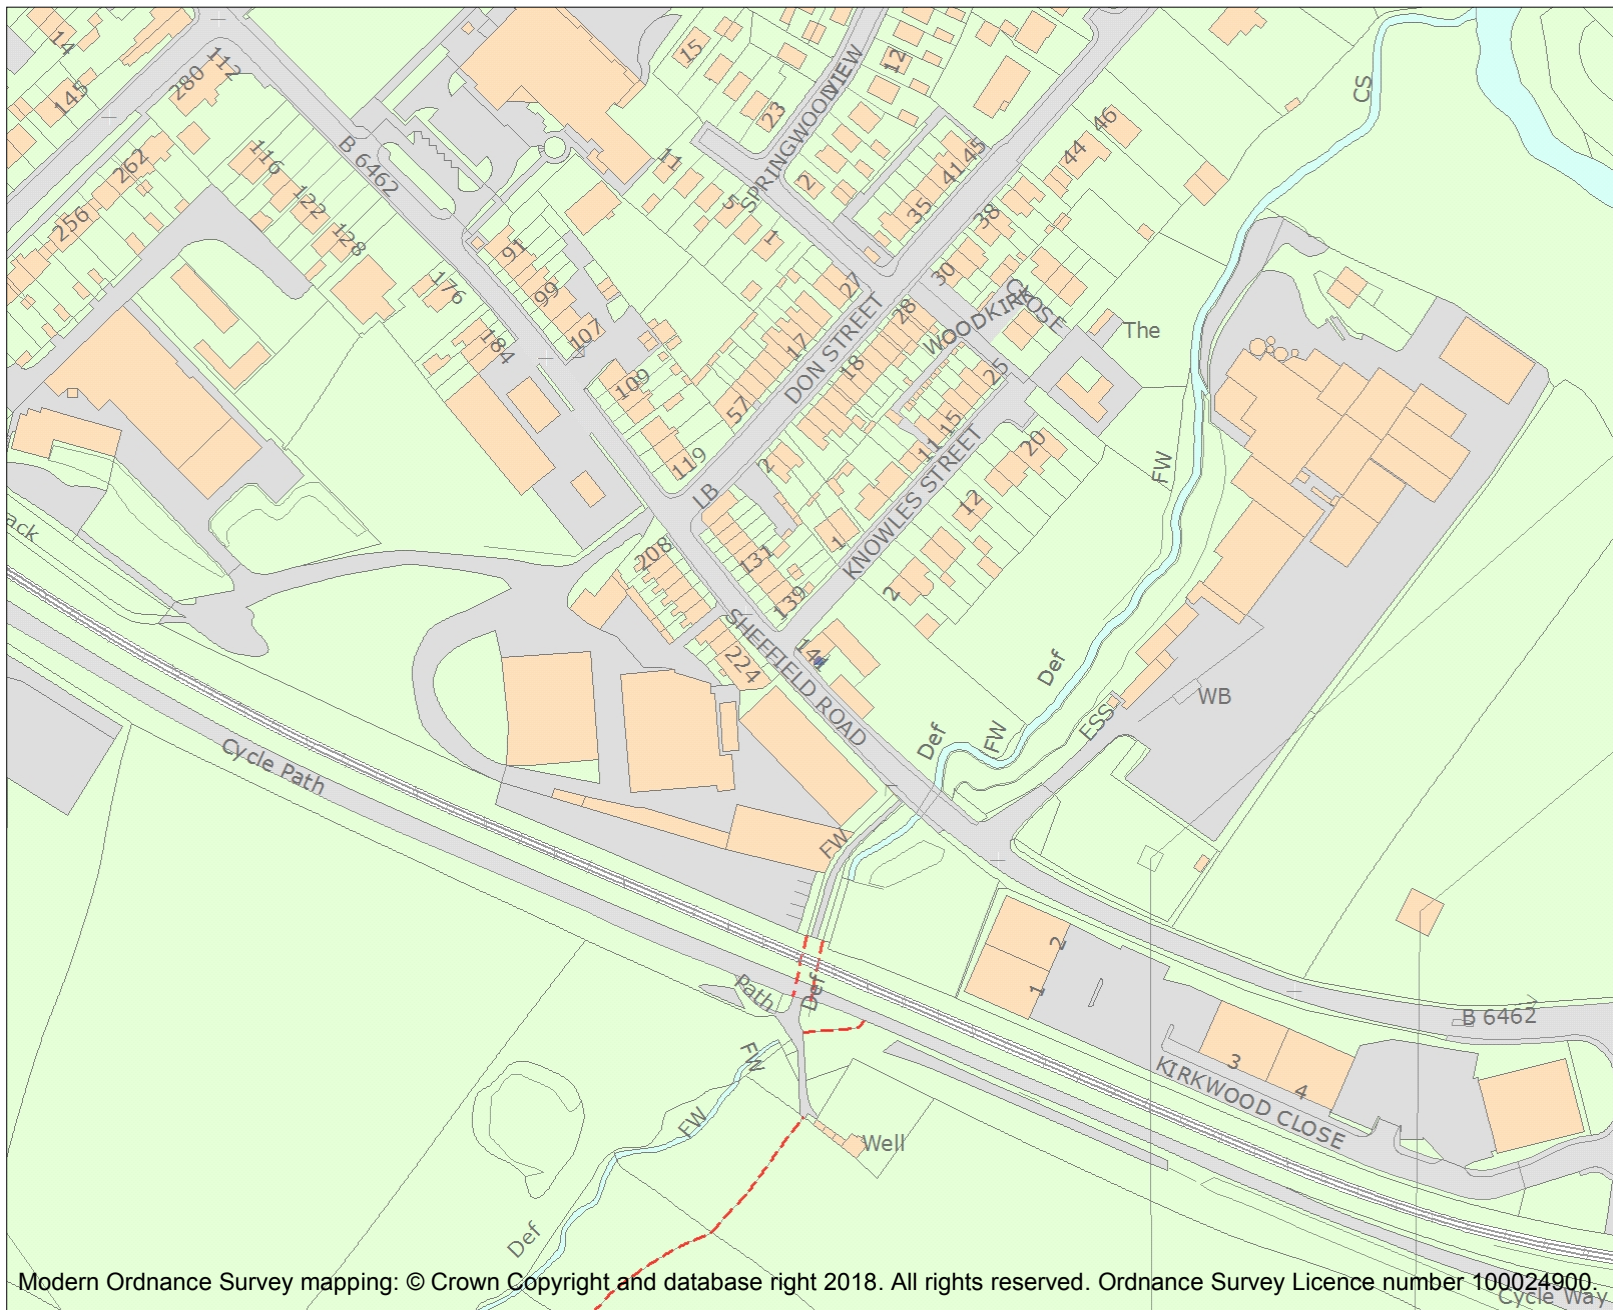 14
145
280
112
262
256
116
122
128
B 6462
176
184
91
99
107
109
119
15
23
11
5
1
2
12
SPRINGWOOD VIEW
35
41
45
44
46
38
30
27
28
17
18
57
DON STREET
WOODKIRK
CLOSE
The
25
15
11
20
12
2
1
2
KNOWLES STREET
LB
131
139
208
224
141
SHEFFIELD ROAD
CS
FW
Def
FW
Def
ESS
WB
ack
Cycle Path
FW
Path
Def
FW
FW
Def
Well
2
1
3
4
KIRKWOOD CLOSE
B 6462
Cycle Way
Modern Ordnance Survey mapping: © Crown Copyright and database right 2018. All rights reserved. Ordnance Survey Licence number 100024900.